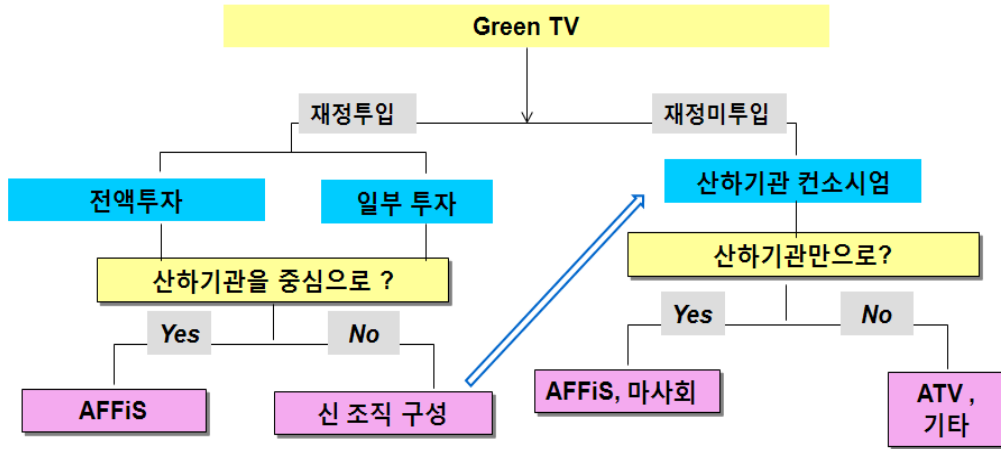 Green TV
재정투입
재정미투입
전액투자
일부 투자
산하기관 컨소시엄
산하기관을 중심으로 ?
산하기관만으로?
Yes
No
Yes
No
AFFiS
신 조직 구성
AFFiS, 마사회
ATV ,
기타